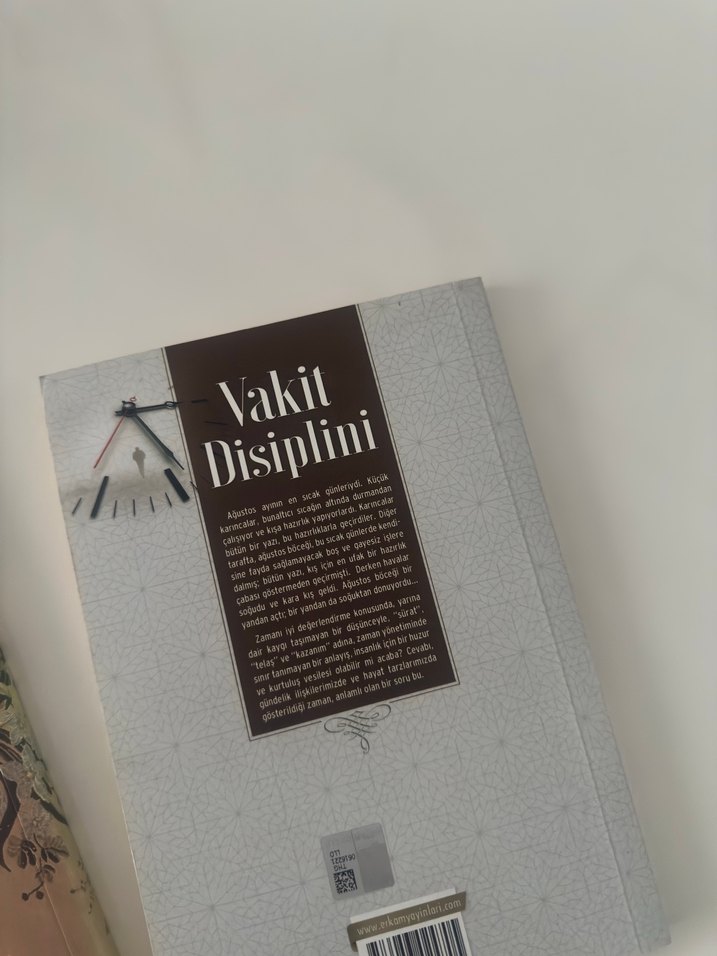 Vakit
Disiplini
Ağustos ayının en sıcak günleriydi. Küçük
karıncalar, bunaltıcı sıcağın altında durmandan
çalışıyor ve kışa hazırlık yapıyorlardı. Karıncalar
bütün bir yazı, bu hazırlıklarla geçirdiler. Diğer
tarafta, ağustos böceği, bu sıcak günlerde kendi-
sine fayda sağlamayacak boş ve gayesiz işlere
dalmış; bütün yazı, kış için en ufak bir hazırlık
çabası göstermeden geçirmişti. Derken havalar
soğudu ve kara kış geldi. Ağustos böceği bir
yandan açtı; bir yandan da soğuktan donuyordu...
Zamanı iyi değerlendirme konusunda, yarına
dair kaygı taşımayan bir düşünceyle, "sürat",
"telaş" ve "kazanım" adına, zaman yönetiminde
sınır tanımayan bir anlayış, insanlık için bir huzur
ve kurtuluş vesilesi olabilir mi acaba? Cevabı,
gündelik ilişkilerimizde ve hayat tarzlarımızda
gösterildiği zaman, anlamlı olan bir soru bu.
THG
0616221
LLO
www.erkamyayinlari.com